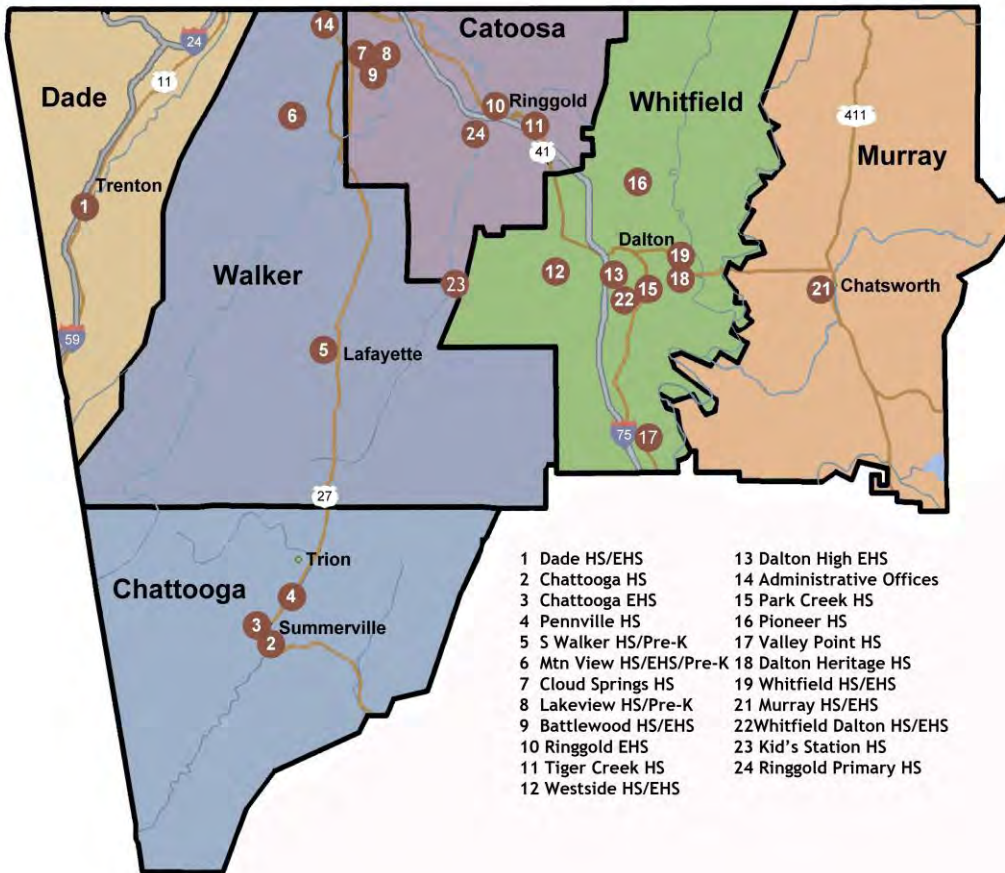 14
24
Catoosa
7
8
11
9
Dade
10
Ringgold
Whitfield
6
11
411
24
41
Murray
Trenton
16
1
Dalton
19
Walker
12
13
18
23
15
21
Chatsworth
22
59
5
Lafayette
75
17
27
Trion
Chattooga
4
3
Summerville
2
1 Dade HS/EHS
2 Chattooga HS
3 Chattooga EHS
4 Pennville HS
5 S Walker HS/Pre-K
6 Mtn View HS/EHS/Pre-K
7 Cloud Springs HS
8 Lakeview HS/Pre-K
9 Battlewood HS/EHS
10 Ringgold EHS
11 Tiger Creek HS
12 Westside HS/EHS
13 Dalton High EHS
14 Administrative Offices
15 Park Creek HS
16 Pioneer HS
17 Valley Point HS
18 Dalton Heritage HS
19 Whitfield HS/EHS
21 Murray HS/EHS
22Whitfield Dalton HS/EHS
23 Kid's Station HS
24 Ringgold Primary HS